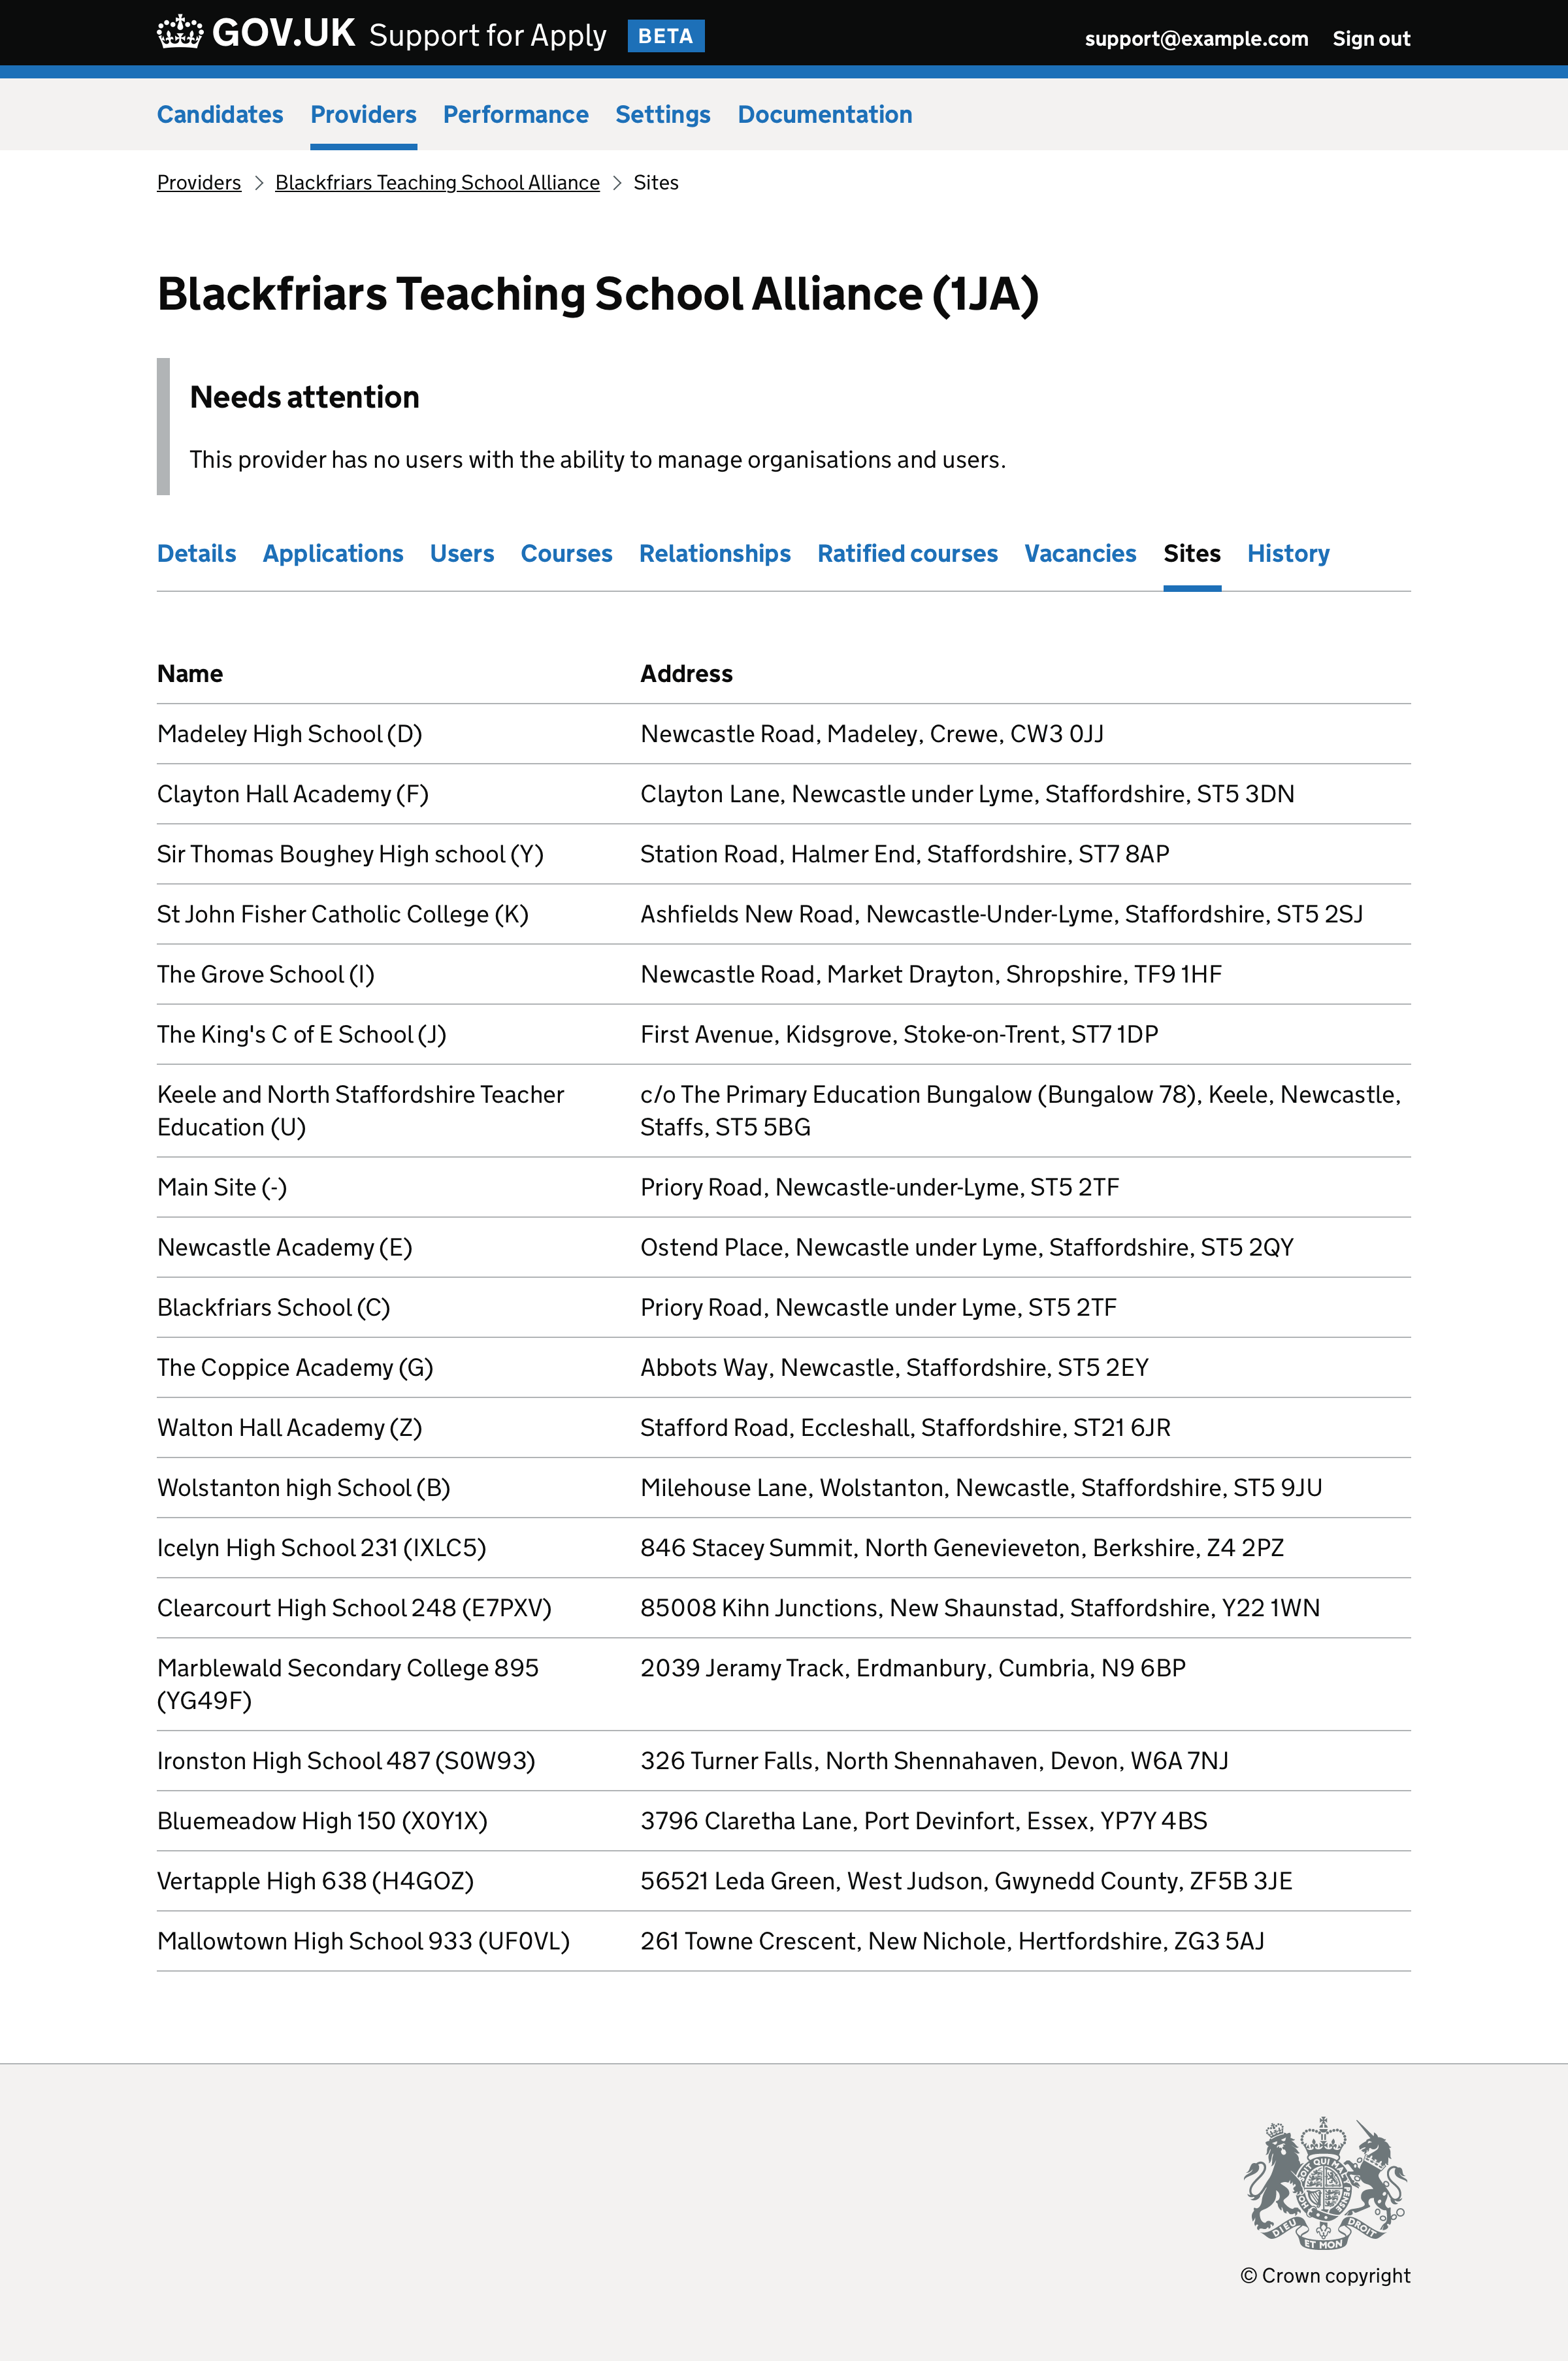 GOV.UK Support for Apply BETA support@example.com Sign out
Candidates Providers Performance Settings Documentation
Providers Blackfriars Teaching School Alliance Sites
Blackfriars Teaching School Alliance (1JA)
Needs attention
This provider has no users with the ability to manage organisations and users.
Details Applications Users Courses Relationships Ratified courses Vacancies Sites History
Name Address
Madeley High School (D) Newcastle Road, Madeley, Crewe, CW3 0JJ
Clayton Hall Academy (F) Clayton Lane, Newcastle under Lyme, Staffordshire, ST5 3DN
Sir Thomas Boughey High school (Y) Station Road, Halmer End, Staffordshire, ST7 8AP
St John Fisher Catholic College (K) Ashfields New Road, Newcastle-Under-Lyme, Staffordshire, ST5 2SJ
The Grove School (I) Newcastle Road, Market Drayton, Shropshire, TF9 1HF
The King's C of E School (J) First Avenue, Kidsgrove, Stoke-on-Trent, ST7 1DP
Keele and North Staffordshire Teacher c/o The Primary Education Bungalow (Bungalow 78), Keele, Newcastle,
Education (U) Staffs, ST5 5BG
Main Site (-) Priory Road, Newcastle-under-Lyme, ST5 2TF
Newcastle Academy (E) Ostend Place, Newcastle under Lyme, Staffordshire, ST5 2QY
Blackfriars School (C) Priory Road, Newcastle under Lyme, ST5 2TF
The Coppice Academy (G) Abbots Way, Newcastle, Staffordshire, ST5 2EY
Walton Hall Academy (Z) Stafford Road, Eccleshall, Staffordshire, ST21 6JR
Wolstanton high School (B) Milehouse Lane, Wolstanton, Newcastle, Staffordshire, ST5 9JU
Icelyn High School 231 (IXLC5) 846 Stacey Summit, North Genevieveton, Berkshire, Z4 2PZ
Clearcourt High School 248 (E7PXV) 85008 Kihn Junctions, New Shaunstad, Staffordshire, Y22 1WN
Marblewald Secondary College 895 2039 Jeramy Track, Erdmanbury, Cumbria, N9 6BP
(YG49F)
Ironston High School 487 (S0W93) 326 Turner Falls, North Shennahaven, Devon, W6A 7NJ
Bluemeadow High 150 (X0Y1X) 3796 Claretha Lane, Port Devinfort, Essex, YP7Y 4BS
Vertapple High 638 (H4GOZ) 56521 Leda Green, West Judson, Gwynedd County, ZF5B 3JE
Mallowtown High School 933 (UF0VL) 261 Towne Crescent, New Nichole, Hertfordshire, ZG3 5AJ
DIEU ET MON DROIT
© Crown copyright